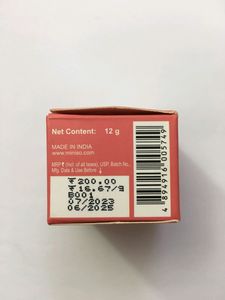 Net Content: 12 g
MADE IN INDIA
www.miniso.com
MRP ₹ (Incl. of all taxes), USP, Batch No.,
Mfg. Date & Use Before ↓
₹200.00
₹16.67/g
B001
07/2023
06/2025
4 894916 005749